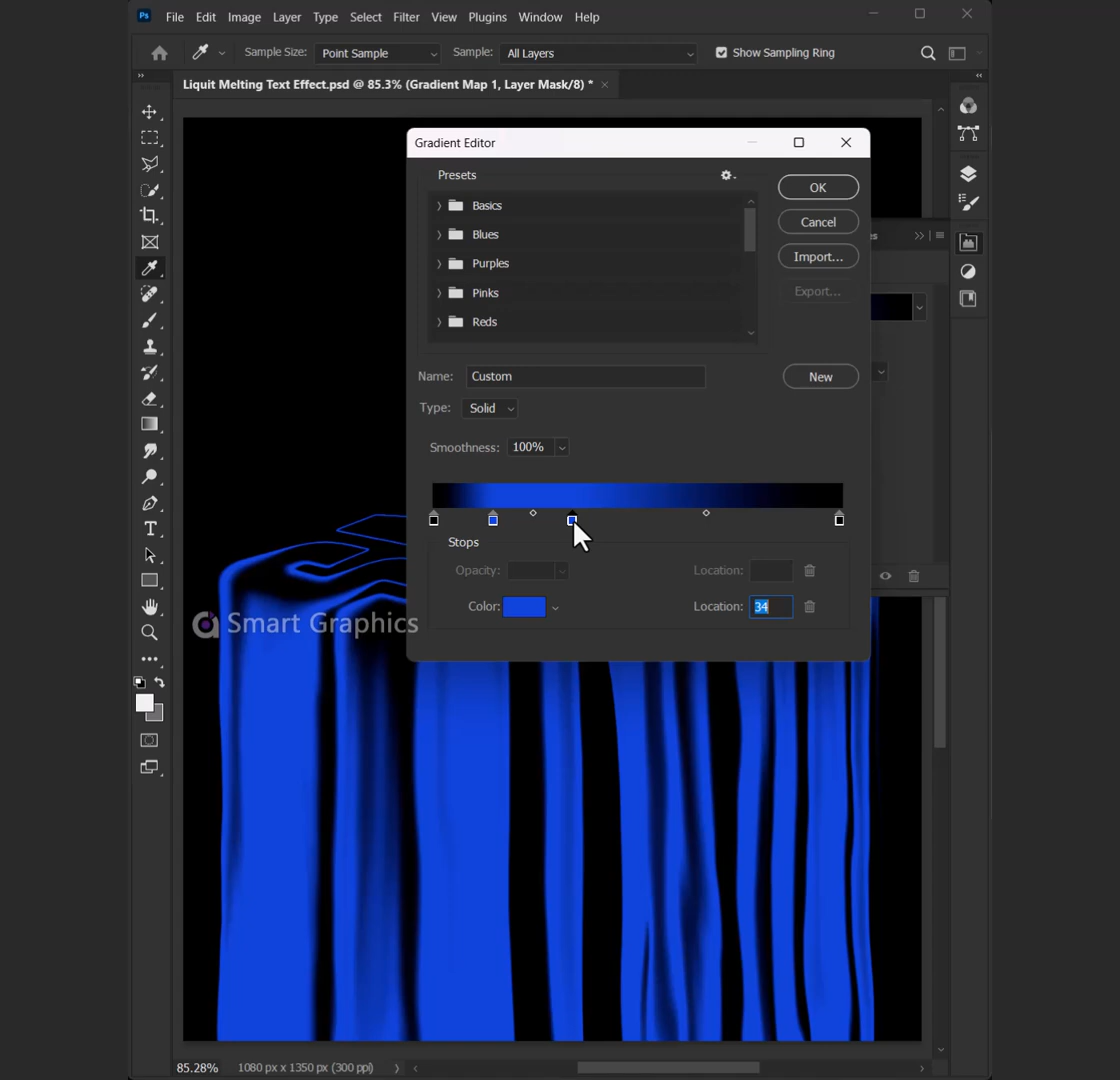 Ps File Edit Image Layer Type Select Filter View Plugins Window Help
Sample Size: Point Sample Sample: All Layers Show Sampling Ring
Liquit Melting Text Effect.psd @ 85.3% (Gradient Map 1, Layer Mask/8) *
Gradient Editor
Presets
OK
Basics
Cancel
Blues
es
Import...
Purples
Export...
Pinks
Reds
Name: Custom New
Type: Solid
Smoothness: 100%
Stops
Opacity: Location:
Color: Location: 34
Smart Graphics
85.28% 1080 px x 1350 px (300 ppi)